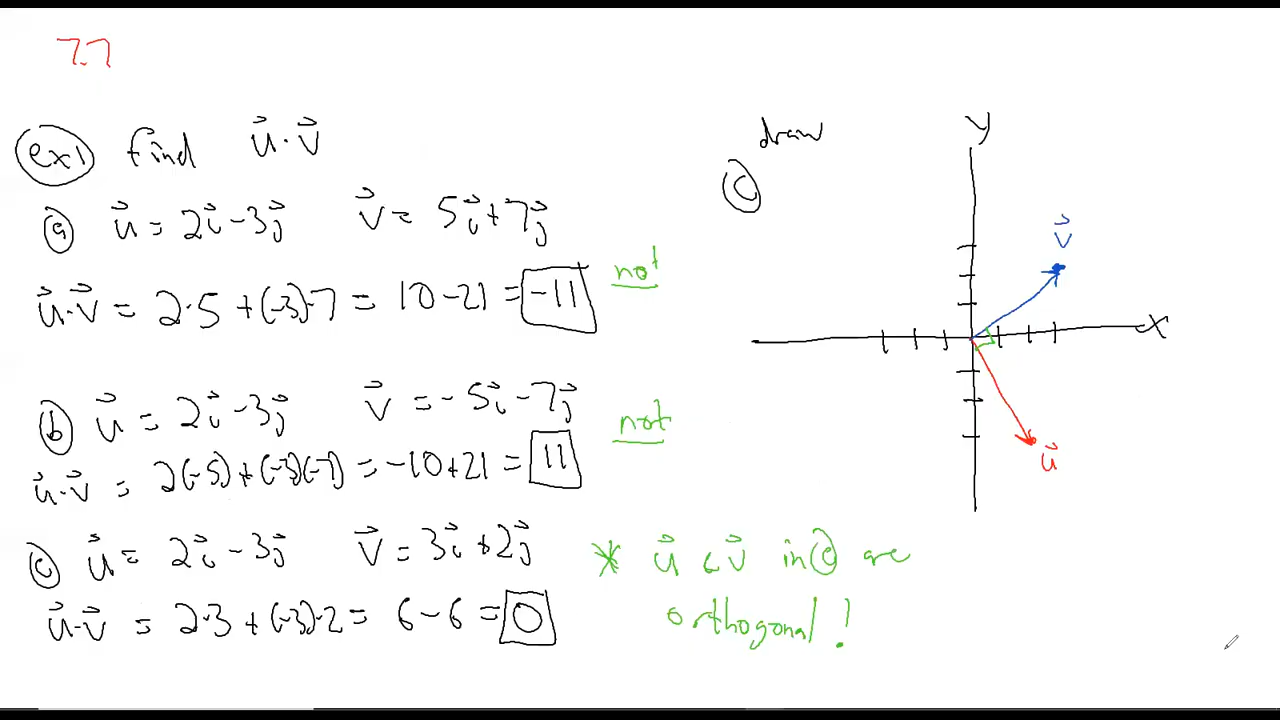 7.7
ex1 find u⃗·v⃗
a u⃗ = 2i⃗ - 3j⃗ v⃗ = 5i⃗ + 7j⃗
u⃗·v⃗ = 2·5 + (-3)·7 = 10 - 21 = -11 not
b u⃗ = 2i⃗ - 3j⃗ v⃗ = -5i⃗ - 7j⃗
u⃗·v⃗ = 2(-5) + (-3)(-7) = -10 + 21 = 11 not
c u⃗ = 2i⃗ - 3j⃗ v⃗ = 3i⃗ + 2j⃗
u⃗·v⃗ = 2·3 + (-3)·2 = 6 - 6 = 0
* u⃗ & v⃗ in c are
orthogonal!
draw
c
y
v⃗
x
u⃗